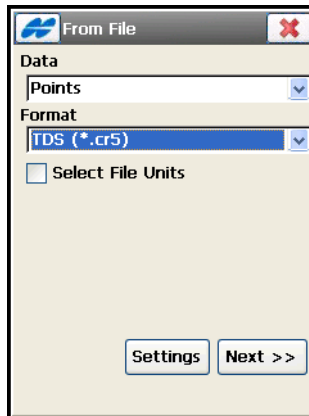 From File
Data
Points
Format
TDS (*.cr5)
Select File Units
Settings Next >>